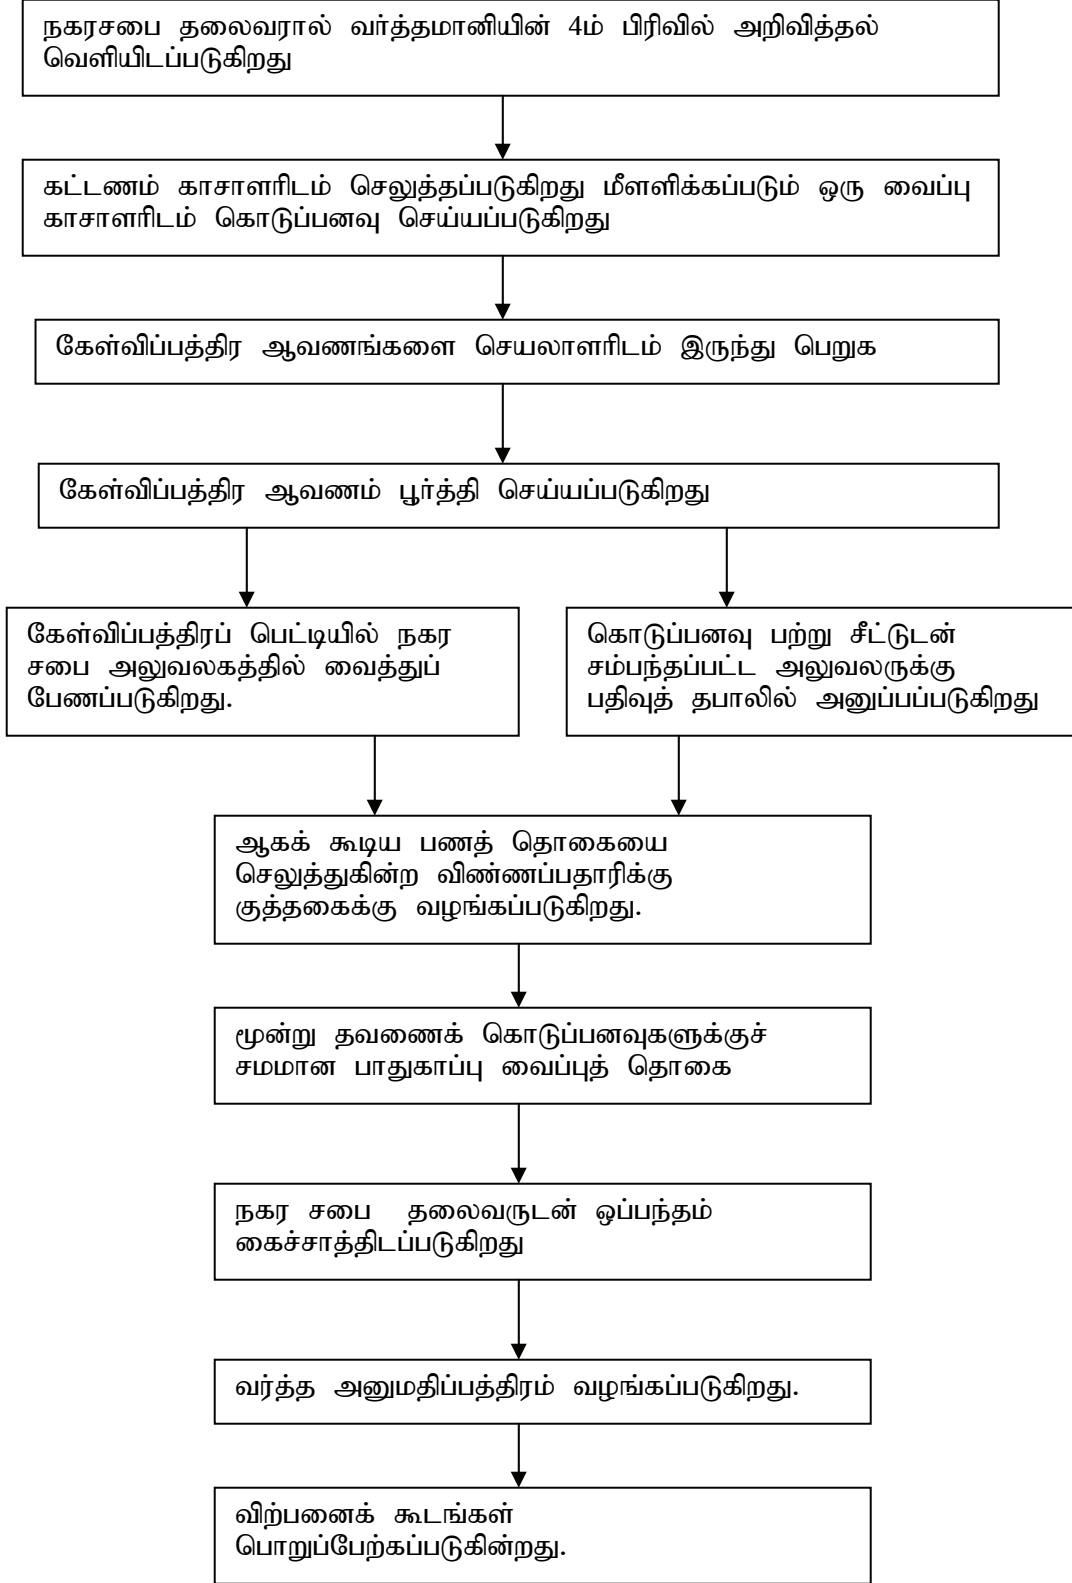 நகரசபை தலைவரால் வர்த்தமானியின் 4ம் பிரிவில் அறிவித்தல்
வெளியிடப்படுகிறது
கட்டணம் காசாளரிடம் செலுத்தப்படுகிறது மீளளிக்கப்படும் ஒரு வைப்பு
காசாளரிடம் கொடுப்பனவு செய்யப்படுகிறது
கேள்விப்பத்திர ஆவணங்களை செயலாளரிடம் இருந்து பெறுக
கேள்விப்பத்திர ஆவணம் பூர்த்தி செய்யப்படுகிறது
கேள்விப்பத்திரப் பெட்டியில் நகர
சபை அலுவலகத்தில் வைத்துப்
பேணப்படுகிறது.
கொடுப்பனவு பற்று சீட்டுடன்
சம்பந்தப்பட்ட அலுவலருக்கு
பதிவுத் தபாலில் அனுப்பப்படுகிறது
ஆகக் கூடிய பணத் தொகையை
செலுத்துகின்ற விண்ணப்பதாரிக்கு
குத்தகைக்கு வழங்கப்படுகிறது.
மூன்று தவணைக் கொடுப்பனவுகளுக்குச்
சமமான பாதுகாப்பு வைப்புத் தொகை
நகர சபை தலைவருடன் ஒப்பந்தம்
கைச்சாத்திடப்படுகிறது
வர்த்த அனுமதிப்பத்திரம் வழங்கப்படுகிறது.
விற்பனைக் கூடங்கள்
பொறுப்பேற்கப்படுகின்றது.